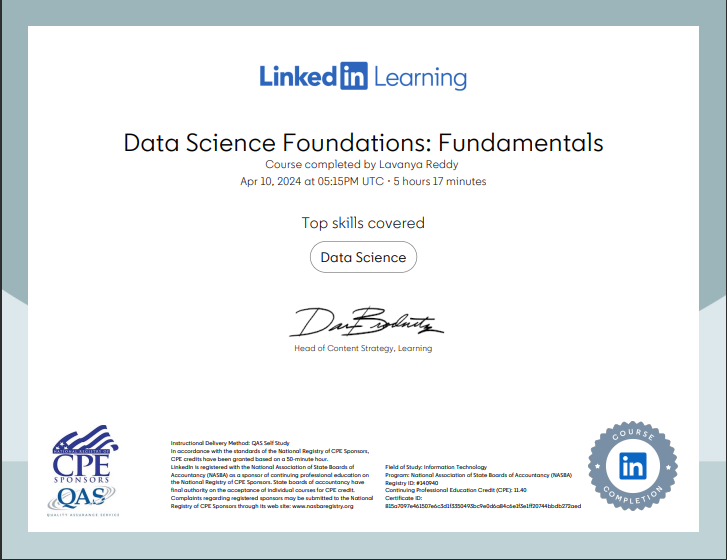 Linked in Learning
Data Science Foundations: Fundamentals
Course completed by Lavanya Reddy
Apr 10, 2024 at 05:15PM UTC • 5 hours 17 minutes
Top skills covered
Data Science
Head of Content Strategy, Learning
NATIONAL REGISTRY OF
CPE
SPONSORS
QAS
QUALITY ASSURANCE SERVICE
Instructional Delivery Method: QAS Self Study
In accordance with the standards of the National Registry of CPE Sponsors,
CPE credits have been granted based on a 50-minute hour.
LinkedIn is registered with the National Association of State Boards of
Accountancy (NASBA) as a sponsor of continuing professional education on
the National Registry of CPE Sponsors. State boards of accountancy have
final authority on the acceptance of individual courses for CPE credit.
Complaints regarding registered sponsors may be submitted to the National
Registry of CPE Sponsors through its web site: www.nasbaregistry.org
Field of Study: Information Technology
Program: National Association of State Boards of Accountancy (NASBA)
Registry ID: #140940
Continuing Professional Education Credit (CPE): 11.40
Certificate ID:
COURSE
in
COMPLETION